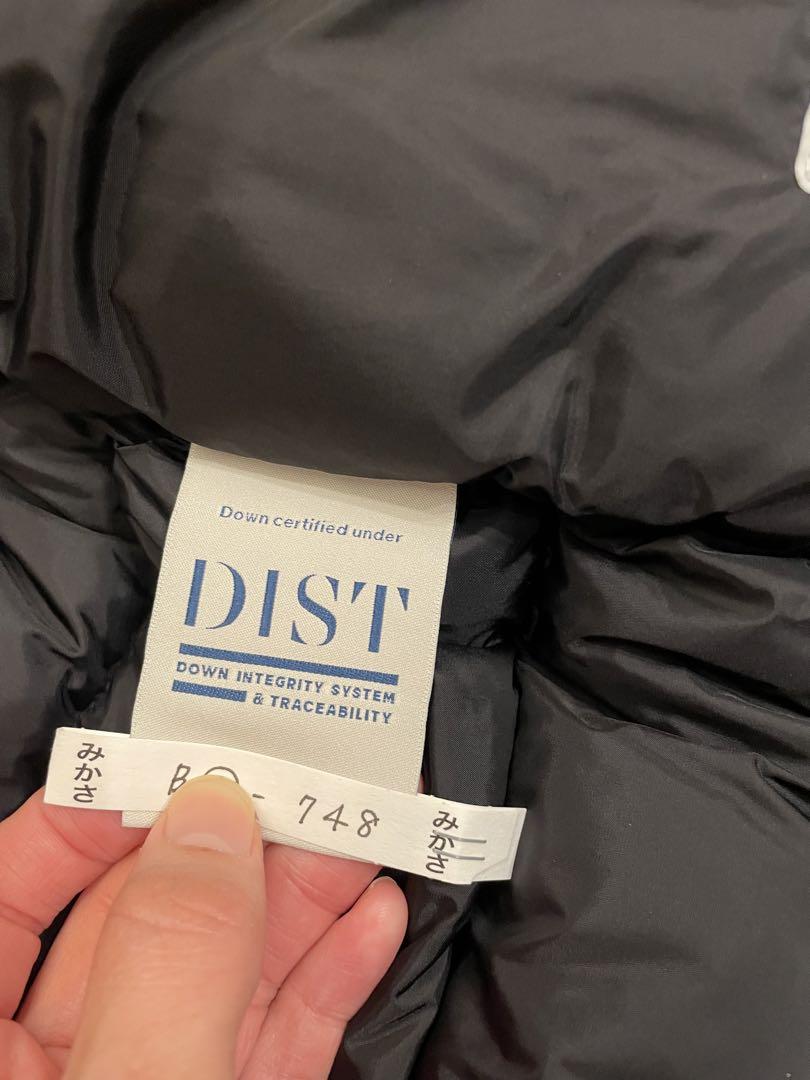 Down certified under
DIST
DOWN INTEGRITY SYSTEM
& TRACEABILITY
みかさ
748
みかさ